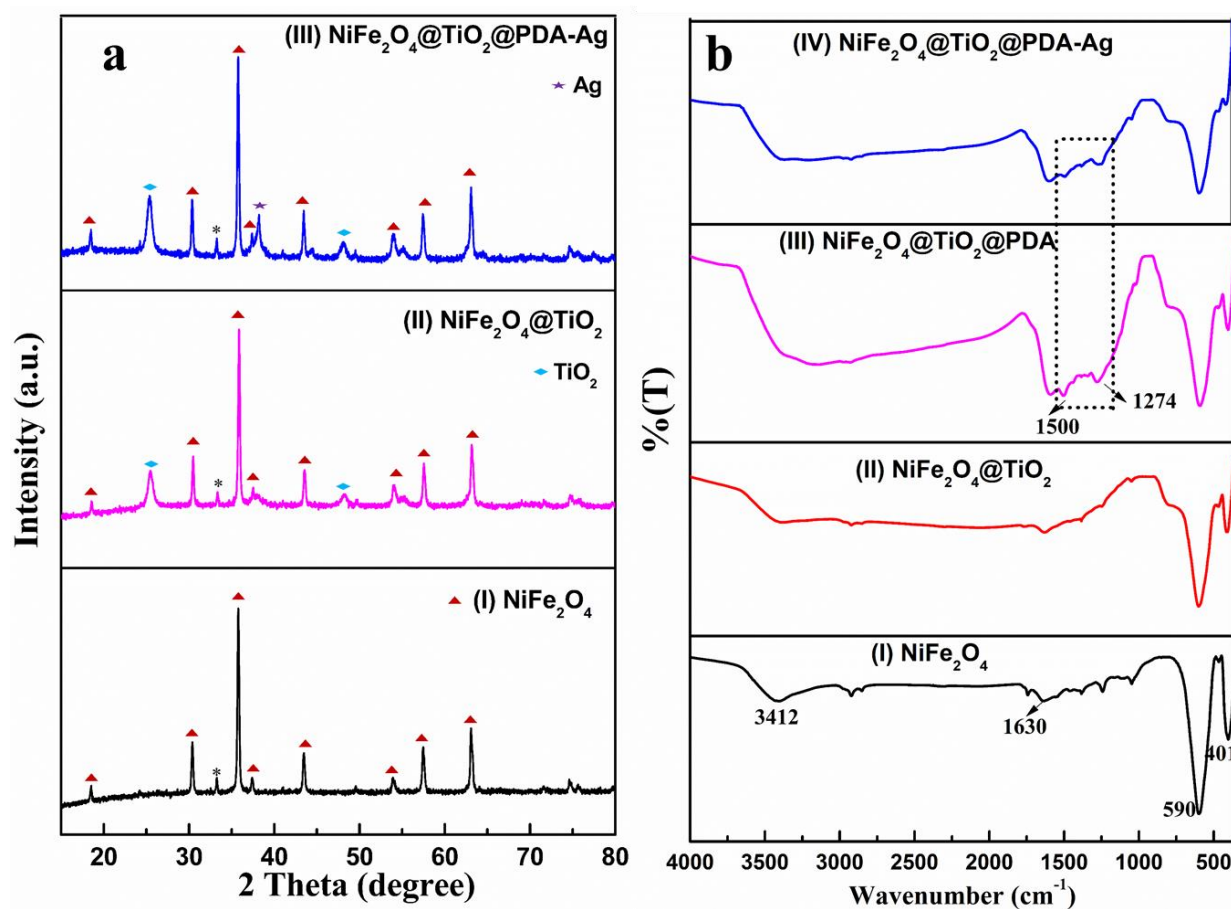 a
(III) NiFe₂O₄@TiO₂@PDA-Ag
Ag
*
(II) NiFe₂O₄@TiO₂
TiO₂
*
(I) NiFe₂O₄
*
Intensity (a.u.)
20 30 40 50 60 70 80
2 Theta (degree)
b
(IV) NiFe₂O₄@TiO₂@PDA-Ag
(III) NiFe₂O₄@TiO₂@PDA
1274
1500
(II) NiFe₂O₄@TiO₂
(I) NiFe₂O₄
3412
1630
401
590
%(T)
4000 3500 3000 2500 2000 1500 1000 500
Wavenumber (cm⁻¹)